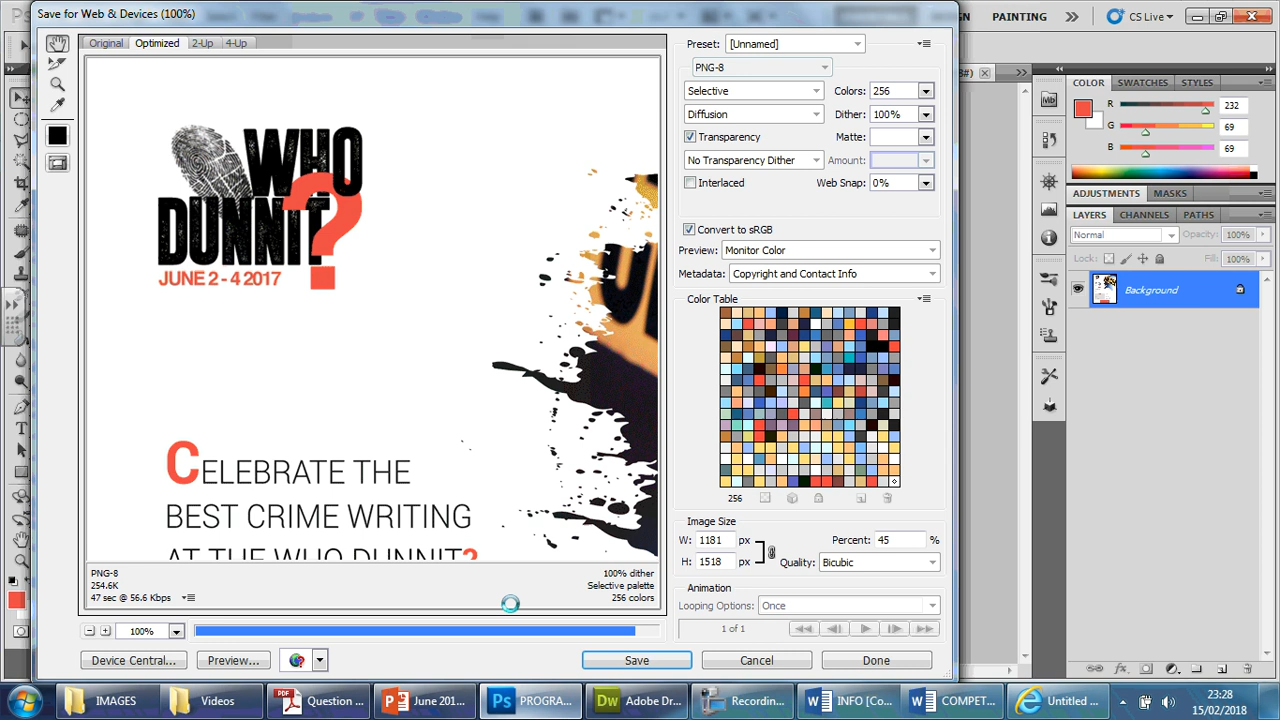 Save for Web & Devices (100%)
PAINTING
CS Live
Original
Optimized
2-Up
4-Up
WHO
DUNNIT?
JUNE 2 - 4 2017
CELEBRATE THE
BEST CRIME WRITING
AT THE WHO DUNNIT?
PNG-8
254.6K
47 sec @ 56.6 Kbps
100% dither
Selective palette
256 colors
100%
Device Central...
Preview...
Save
Cancel
Done
Preset: [Unnamed]
PNG-8
Selective
Colors: 256
Diffusion
Dither: 100%
Transparency
Matte:
No Transparency Dither
Amount:
Interlaced
Web Snap: 0%
Convert to sRGB
Preview: Monitor Color
Metadata: Copyright and Contact Info
Color Table
256
Image Size
W: 1181 px
H: 1518 px
Percent: 45 %
Quality: Bicubic
Animation
Looping Options: Once
1 of 1
COLOR
SWATCHES
STYLES
R 232
G 69
B 69
ADJUSTMENTS
MASKS
LAYERS
CHANNELS
PATHS
Normal
Opacity: 100%
Lock:
Fill: 100%
Background
IMAGES
Videos
Question ...
June 201...
Ps PROGRA...
Dw Adobe Dr...
Recordin...
INFO [Co...
COMPET...
Untitled ...
23:28
15/02/2018